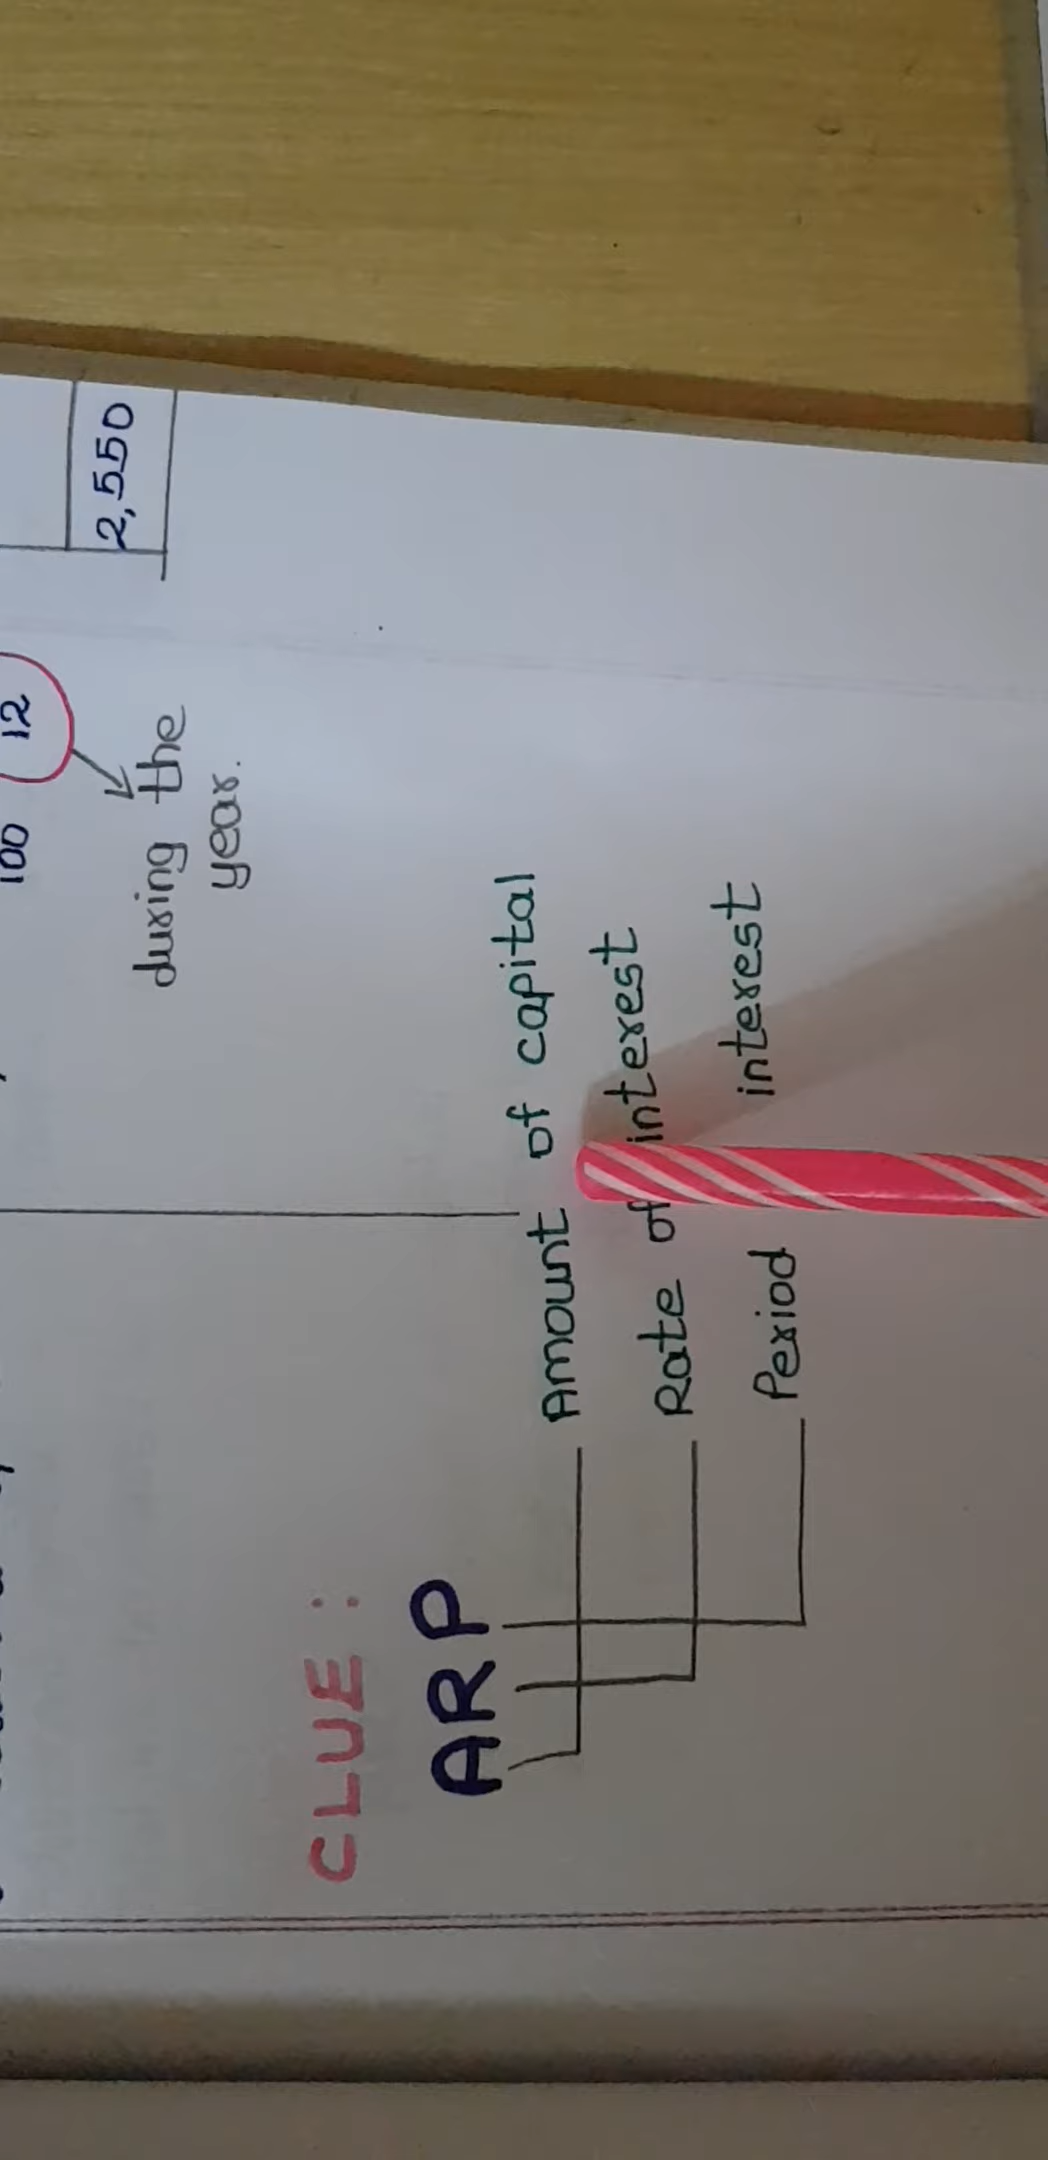 100 12
2,550
during the
year.
CLUE :
ARP
Amount of capital
Rate of interest
Period interest